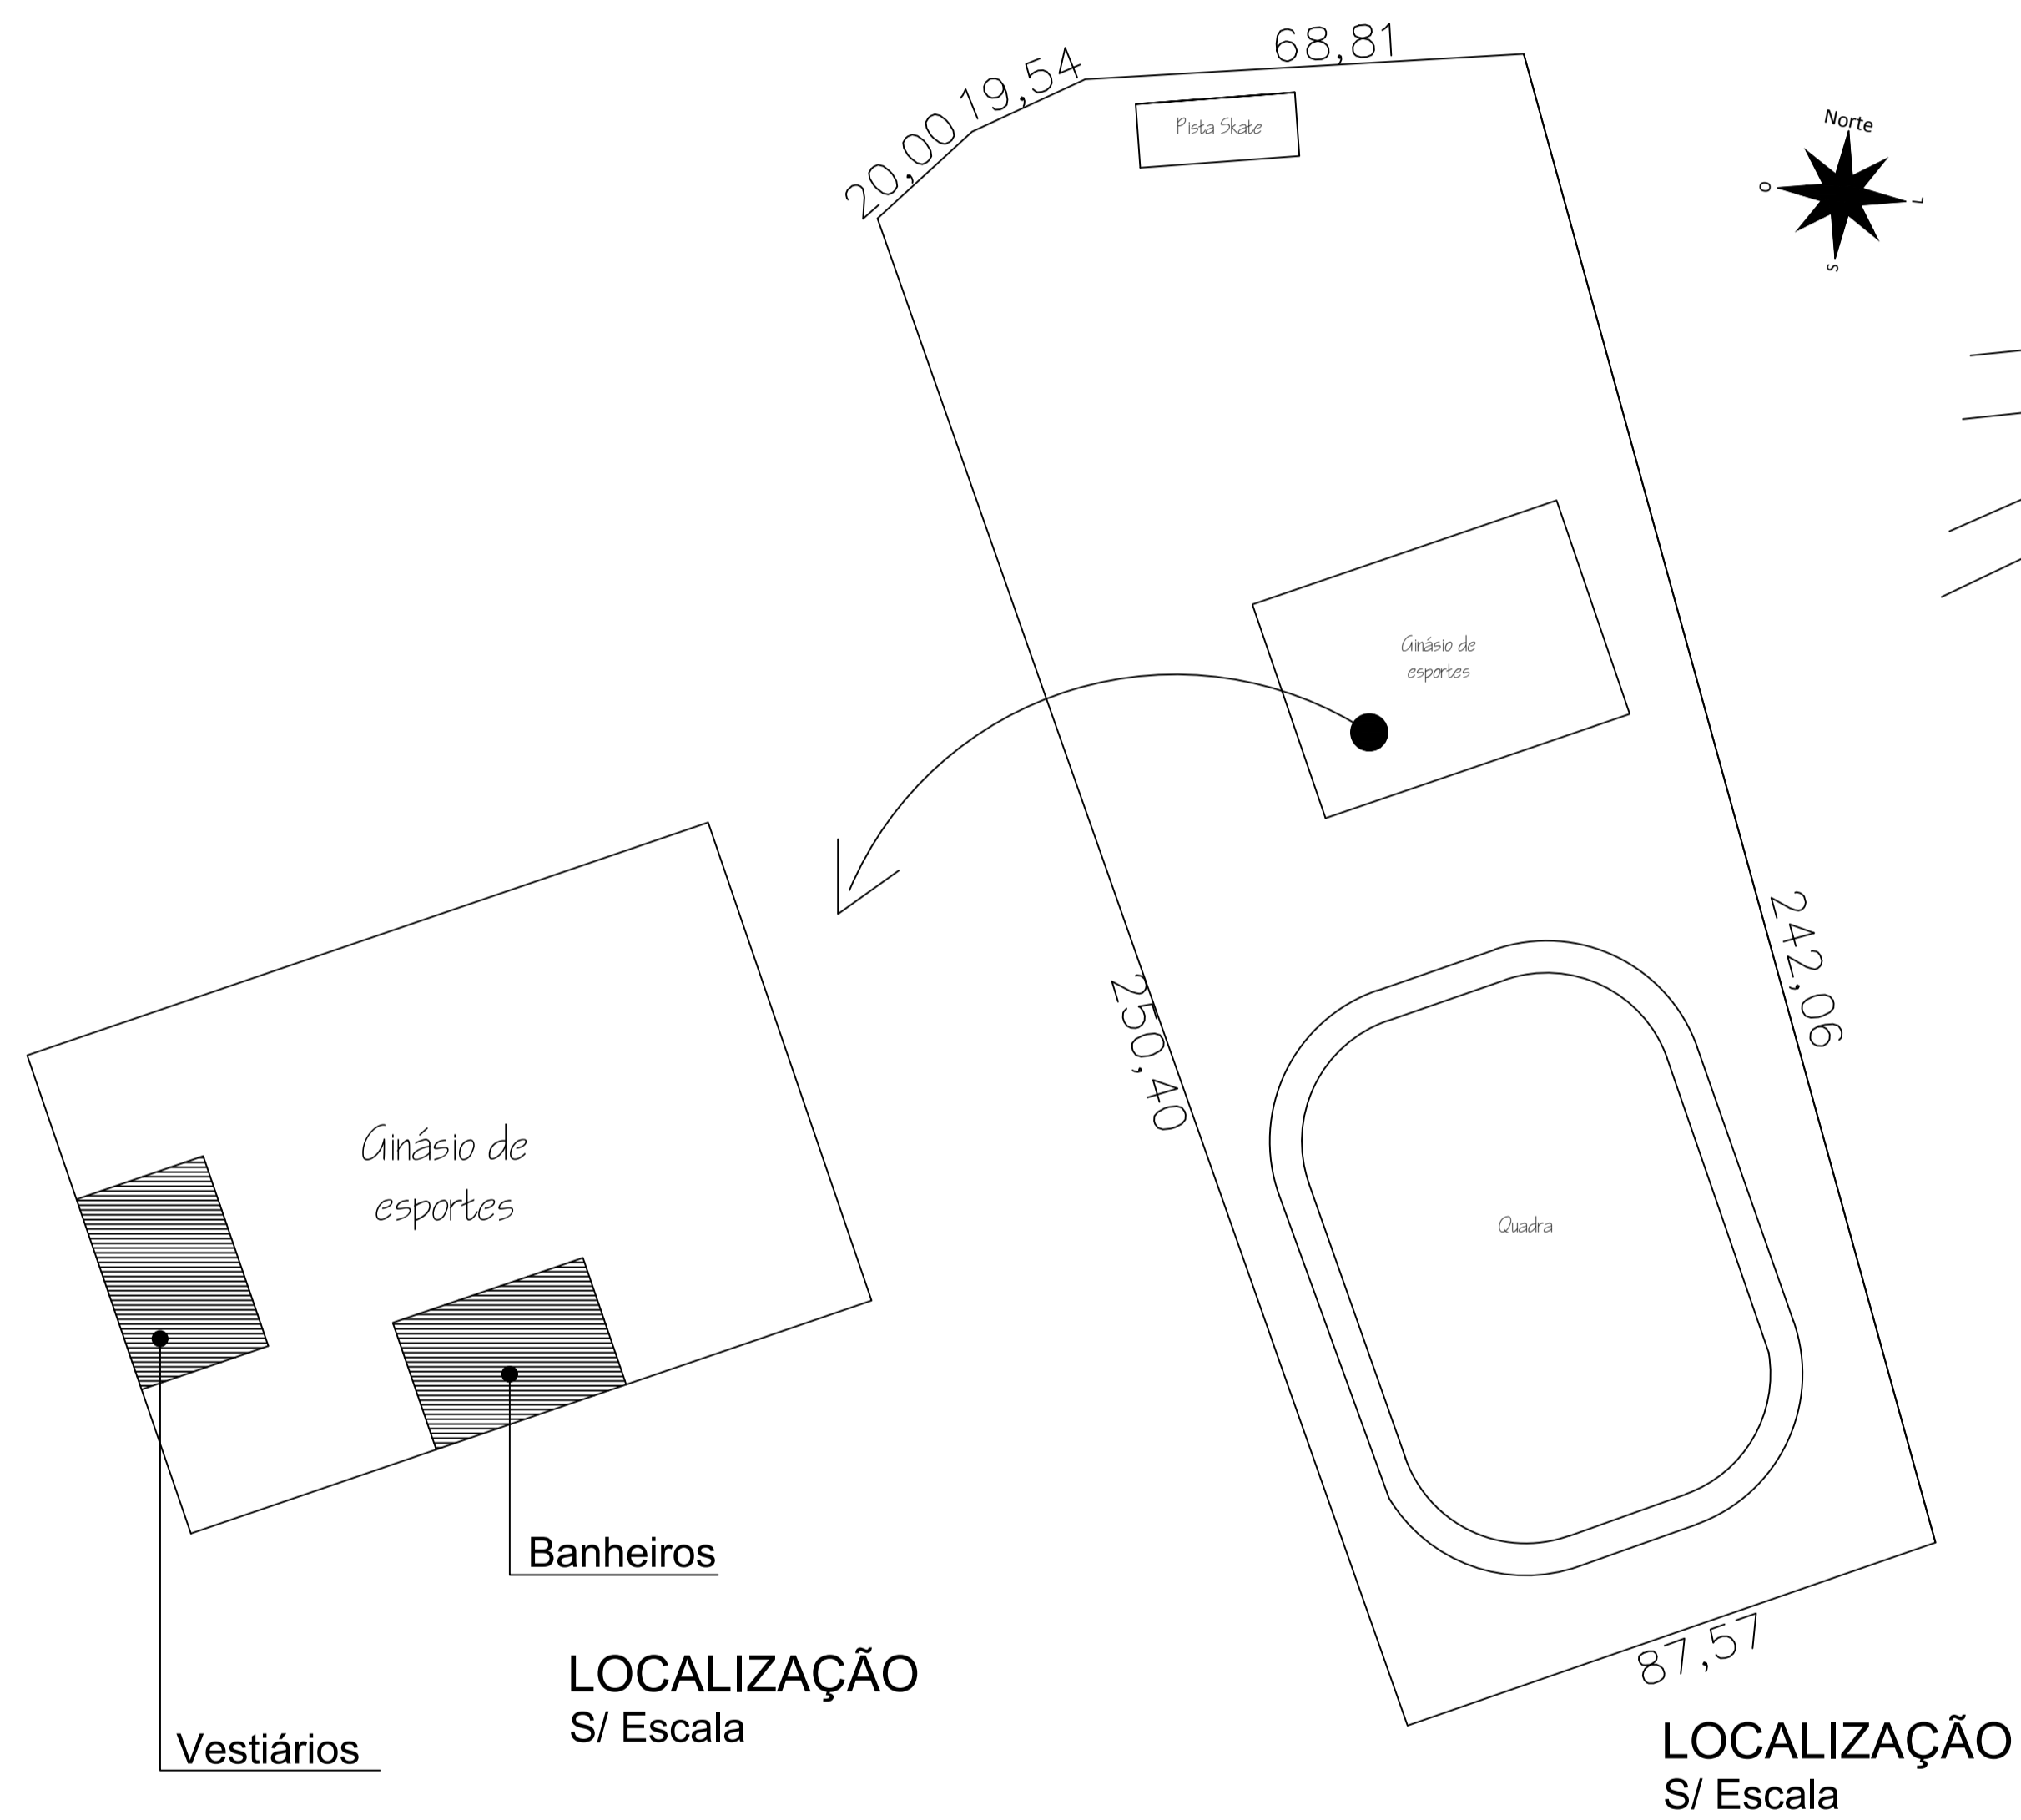 68,81
19,54
20,00
Pista Skate
Norte
O
L
S
Ginásio de
esportes
242,06
250,40
Ginásio de
esportes
Quadra
Banheiros
87,57
LOCALIZAÇÃO
S/ Escala
Vestiários
LOCALIZAÇÃO
S/ Escala